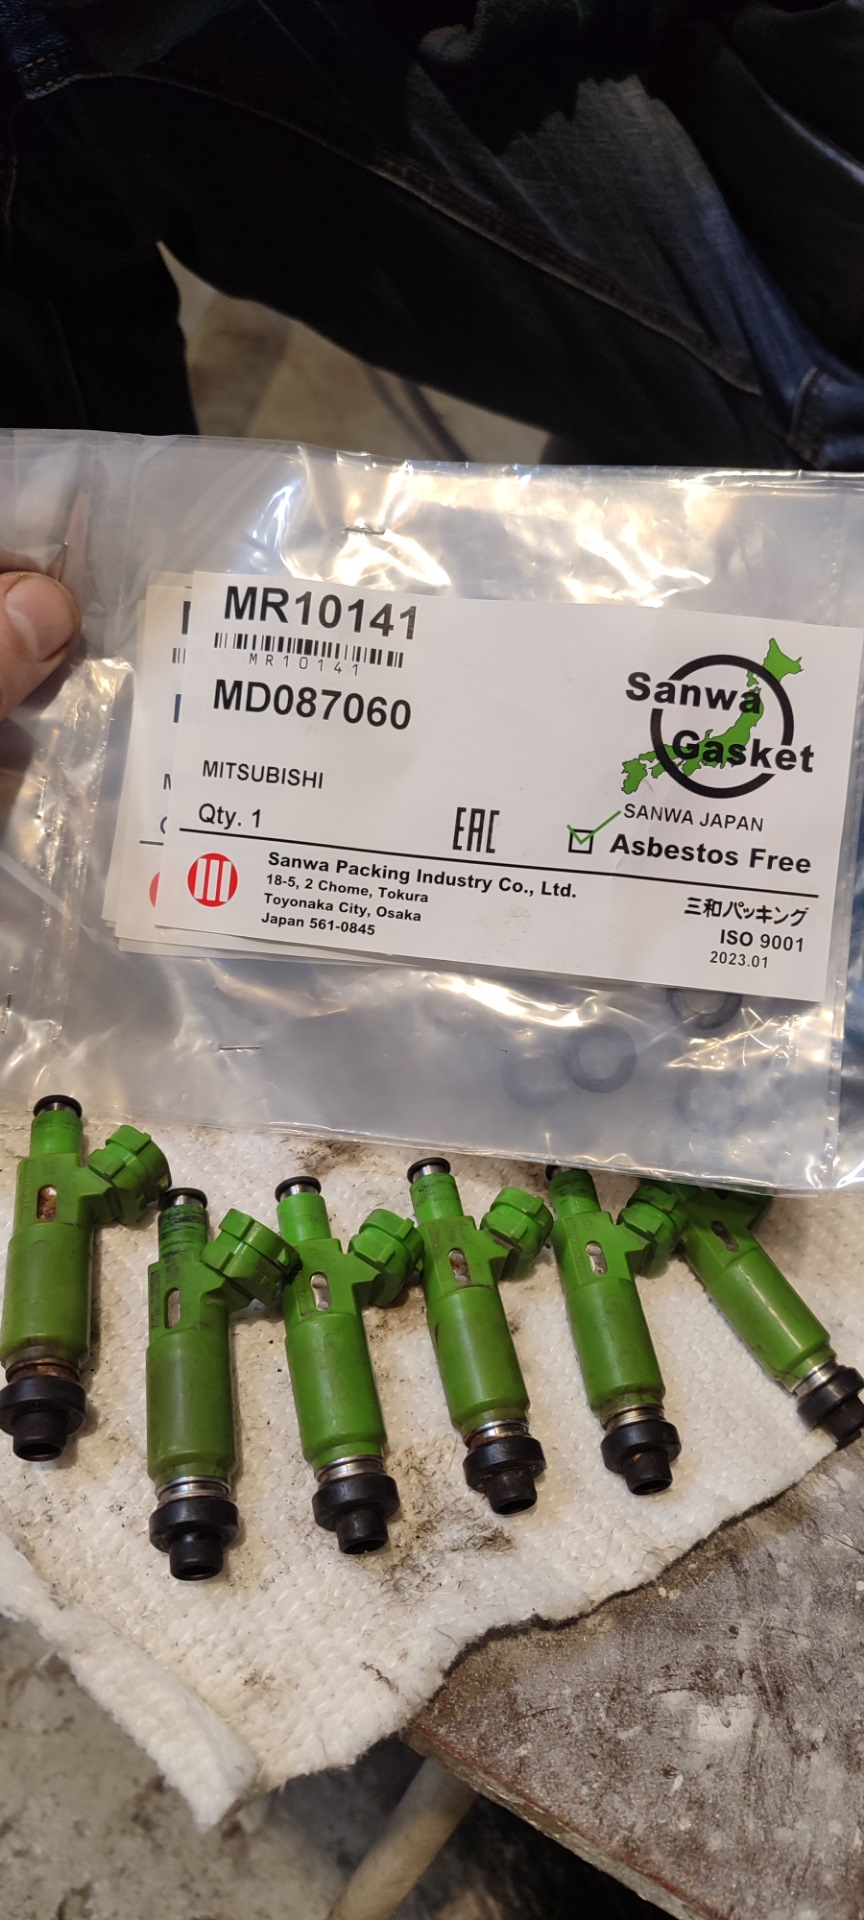 MR10141
MR10141
MD087060
MITSUBISHI
Qty. 1
EAC
Sanwa
Gasket
SANWA JAPAN
Asbestos Free
Sanwa Packing Industry Co., Ltd.
18-5, 2 Chome, Tokura
Toyonaka City, Osaka
Japan 561-0845
三和パッキング
ISO 9001
2023.01